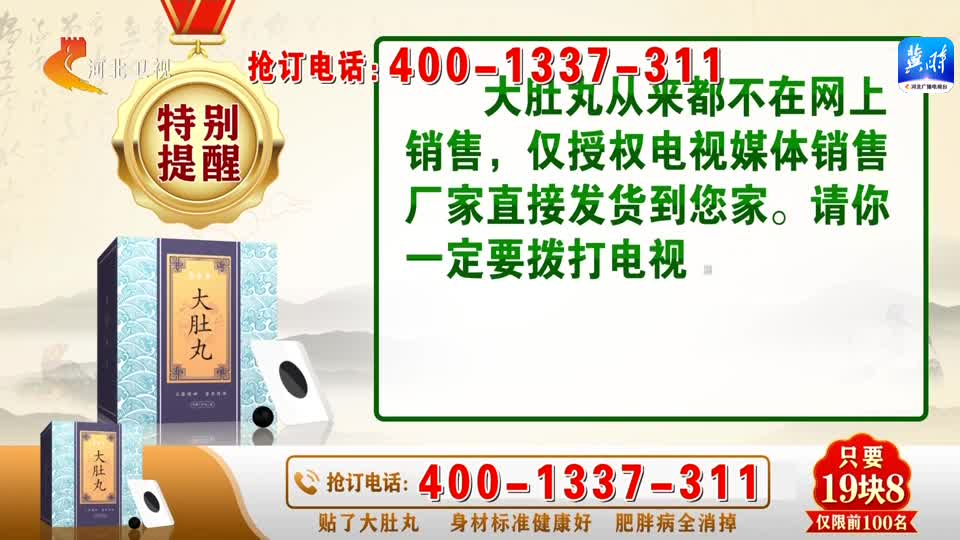 河北卫视
抢订电话:400-1337-311
冀时
河北广播电视台
特别
提醒
大肚丸从来都不在网上
销售，仅授权电视媒体销售
厂家直接发货到您家。请你
一定要拨打电视
大肚丸
大肚丸
抢订电话:400-1337-311
贴了大肚丸 身材标准健康好 肥胖病全消掉
只要
19块8
仅限前100名